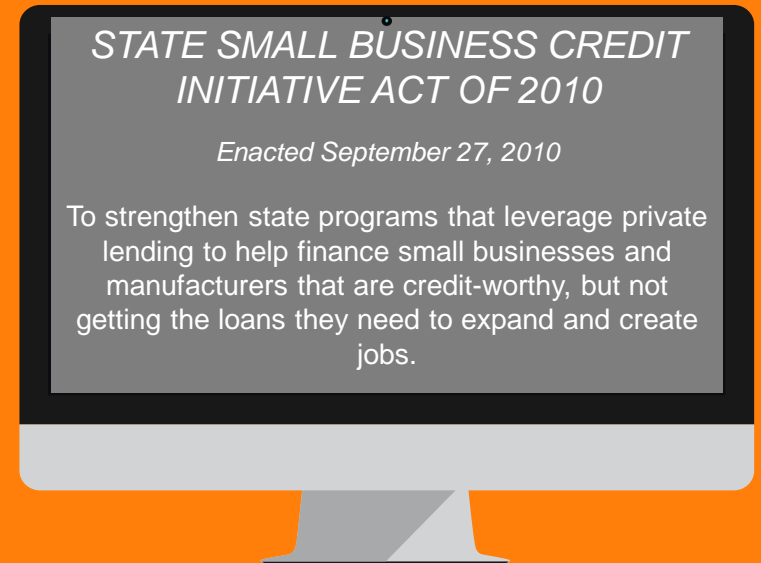 STATE SMALL BUSINESS CREDIT
INITIATIVE ACT OF 2010
Enacted September 27, 2010
To strengthen state programs that leverage private
lending to help finance small businesses and
manufacturers that are credit-worthy, but not
getting the loans they need to expand and create
jobs.